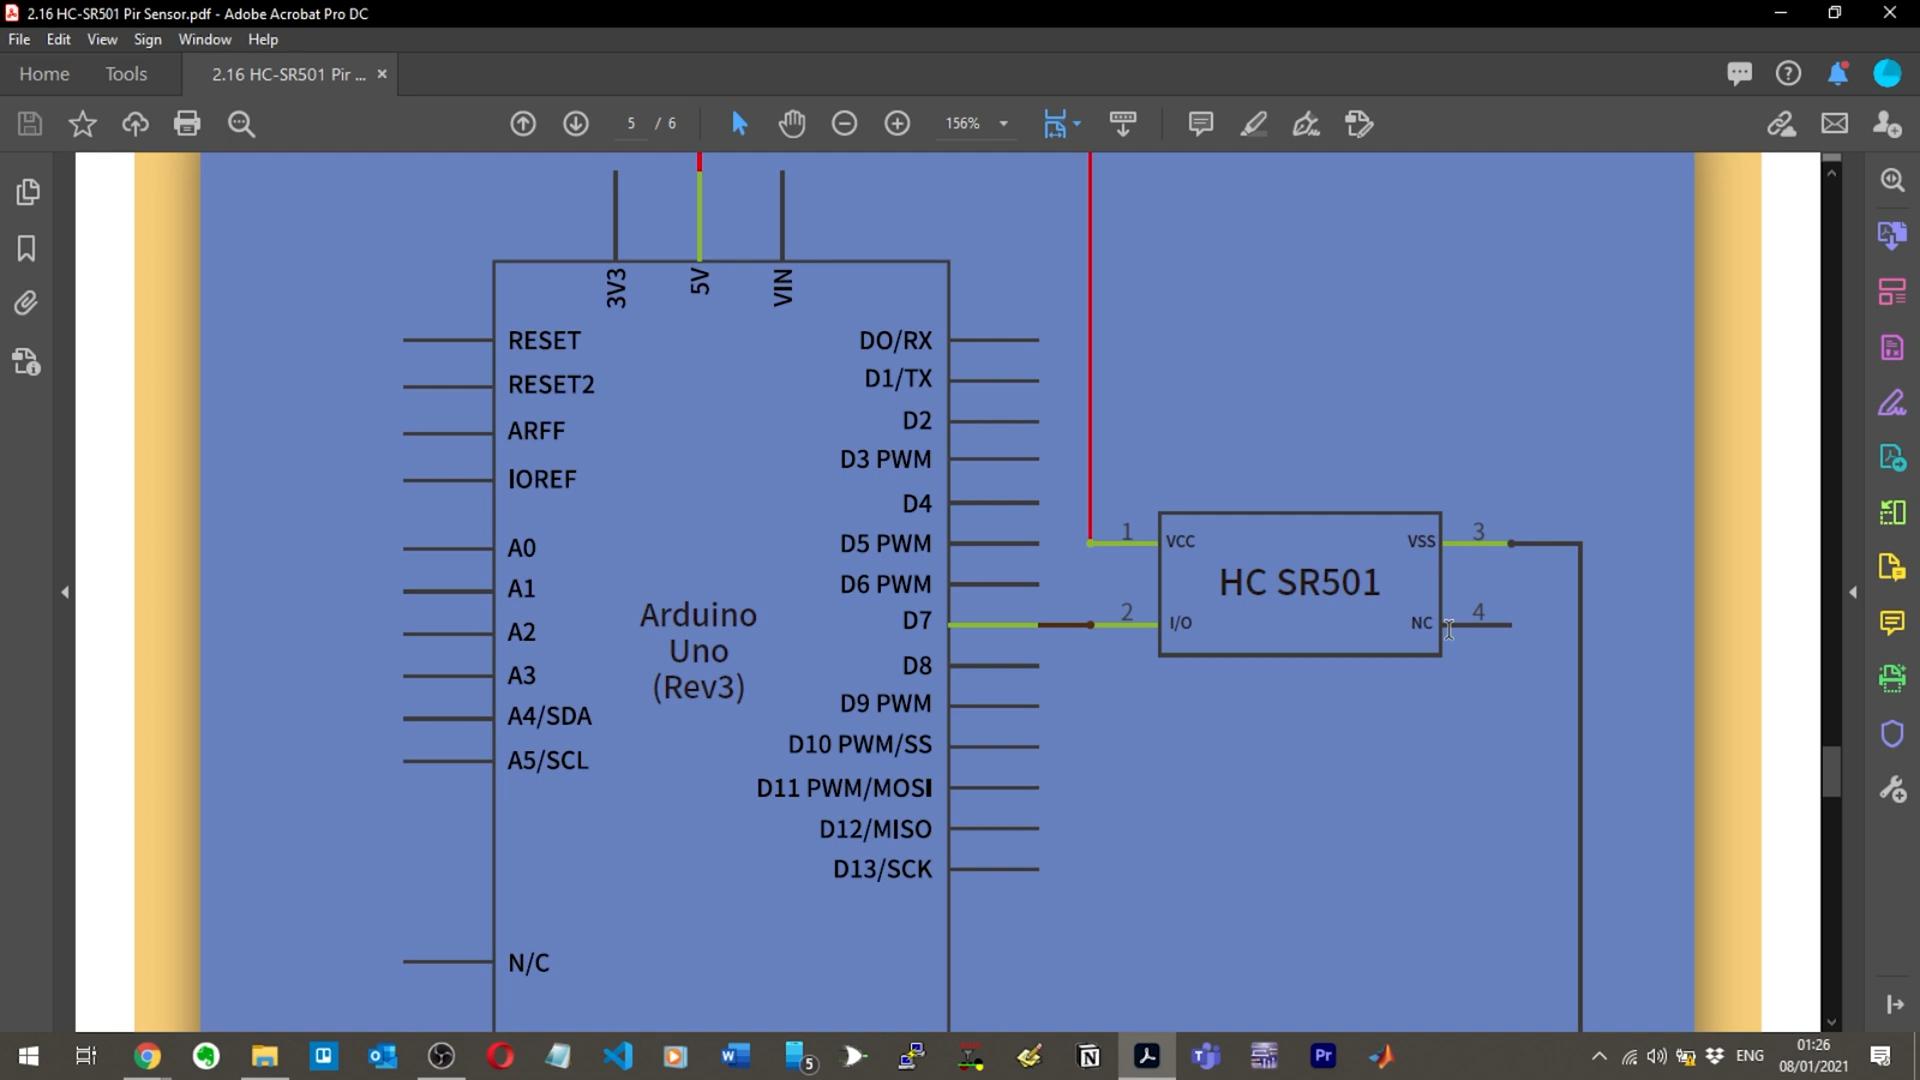 2.16 HC-SR501 Pir Sensor.pdf - Adobe Acrobat Pro DC
File Edit View Sign Window Help
Home Tools 2.16 HC-SR501 Pir ... ×
5 / 6 156%
3V3 5V VIN
RESET DO/RX
RESET2 D1/TX
ARFF D2
IOREF D3 PWM
D4
A0 D5 PWM 1 VCC VSS 3
A1 D6 PWM HC SR501
Arduino
A2 D7 2 I/O NC 4
Uno
A3 D8
(Rev3)
A4/SDA D9 PWM
A5/SCL D10 PWM/SS
D11 PWM/MOSI
D12/MISO
D13/SCK
N/C
5 Pr ENG 01:26
08/01/2021